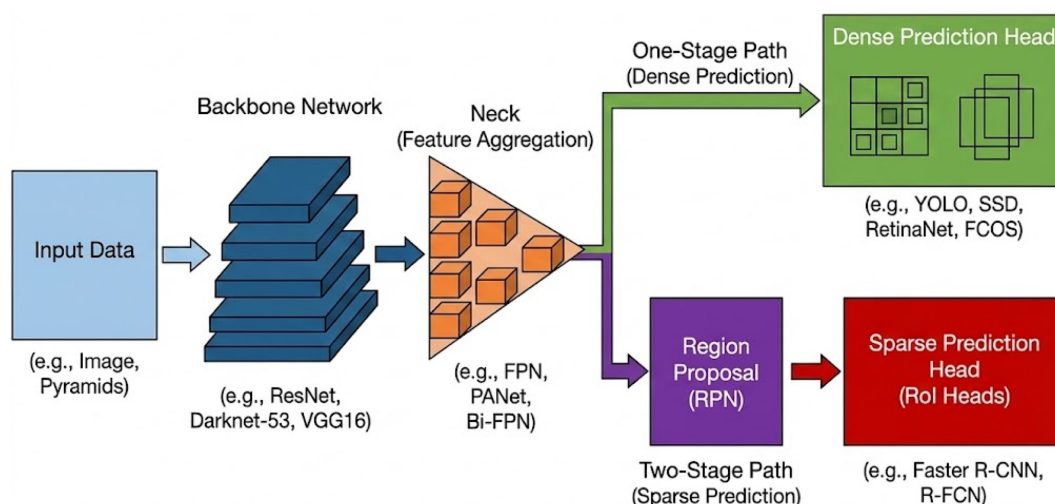 One-Stage Path
(Dense Prediction)
Dense Prediction Head
(e.g., YOLO, SSD,
RetinaNet, FCOS)
Backbone Network
Neck
(Feature Aggregation)
Input Data
(e.g., Image,
Pyramids)
(e.g., ResNet,
Darknet-53, VGG16)
(e.g., FPN,
PANet,
Bi-FPN)
Region
Proposal
(RPN)
Two-Stage Path
(Sparse Prediction)
Sparse Prediction
Head
(RoI Heads)
(e.g., Faster R-CNN,
R-FCN)